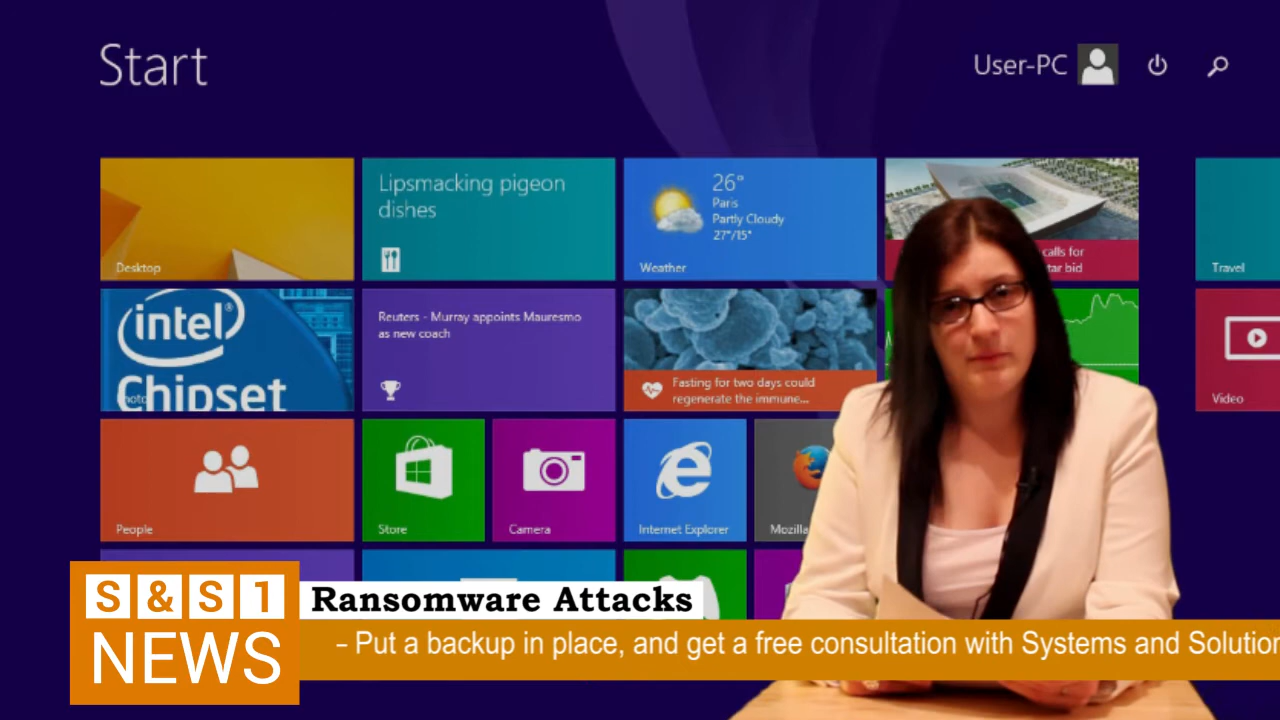 Start
User-PC
Desktop
Lipsmacking pigeon
dishes
26°
Paris
Partly Cloudy
27°/15°
Weather
calls for
tar bid
Travel
intel®
Chipset
hoto
Reuters - Murray appoints Mauresmo
as new coach
Fasting for two days could
regenerate the immune...
Video
People
Store
Camera
Internet Explorer
Mozilla
S&S1
NEWS
Ransomware Attacks
– Put a backup in place, and get a free consultation with Systems and Solution